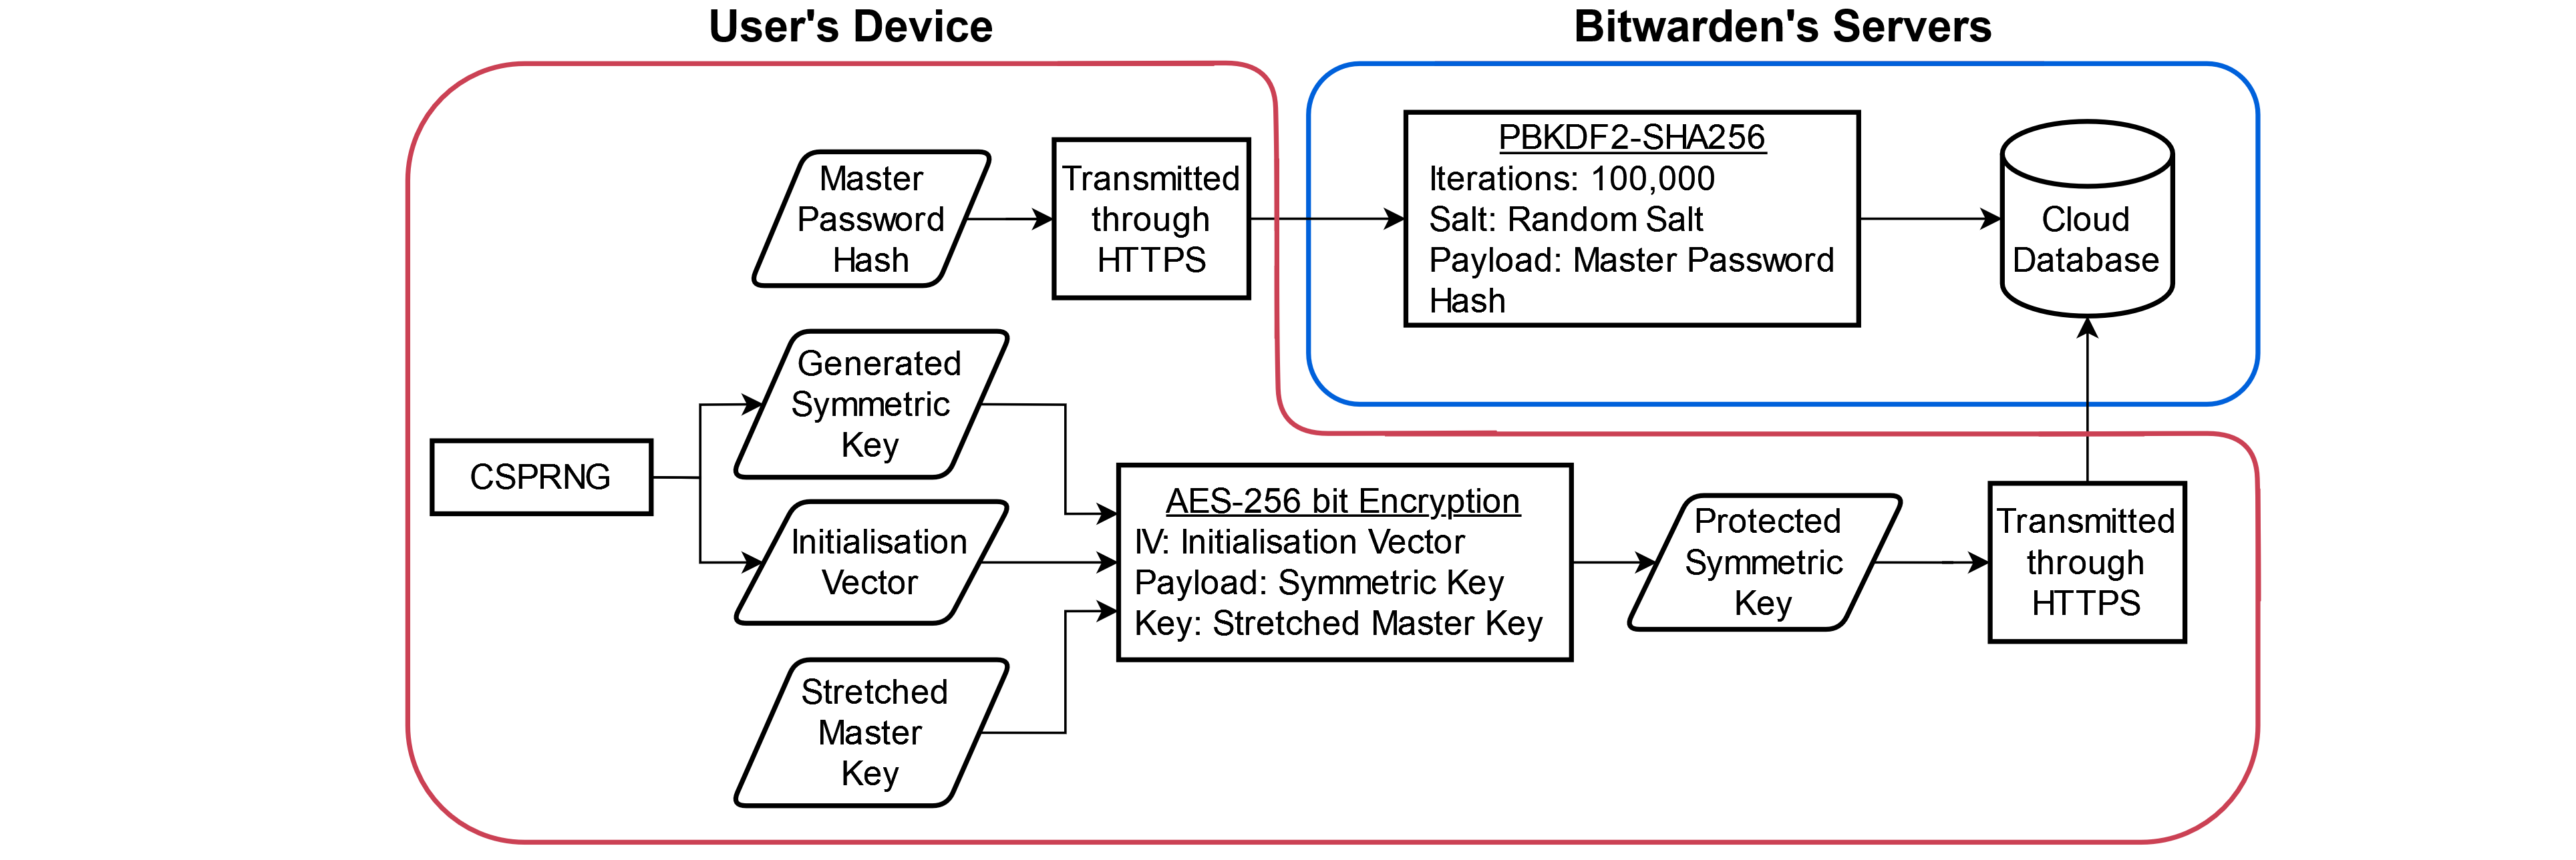 User's Device
Bitwarden's Servers
Master
Password
Hash
Transmitted
through
HTTPS
PBKDF2-SHA256
Iterations: 100,000
Salt: Random Salt
Payload: Master Password
Hash
Cloud
Database
Generated
Symmetric
Key
CSPRNG
Initialisation
Vector
Stretched
Master
Key
AES-256 bit Encryption
IV: Initialisation Vector
Payload: Symmetric Key
Key: Stretched Master Key
Protected
Symmetric
Key
Transmitted
through
HTTPS